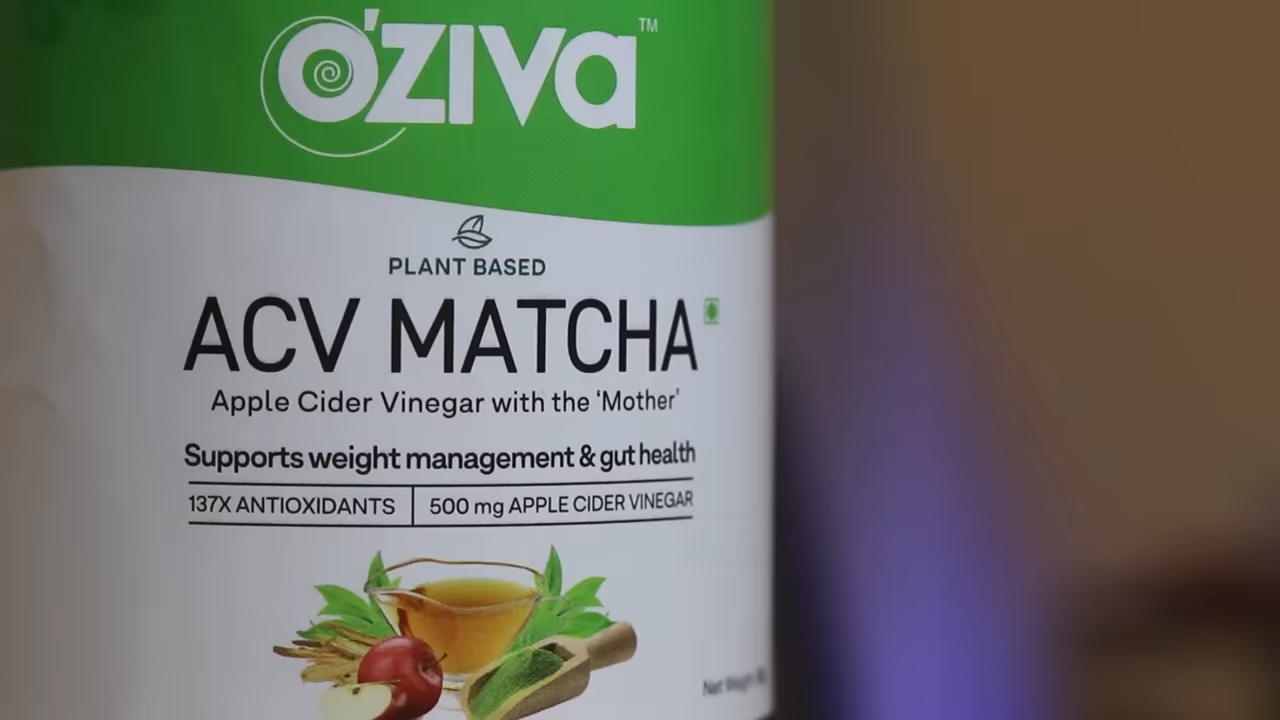 O'ZIVa™
PLANT BASED
ACV MATCHA
Apple Cider Vinegar with the ‘Mother’
Supports weight management & gut health
137X ANTIOXIDANTS
500 mg APPLE CIDER VINEGAR
Net Weight